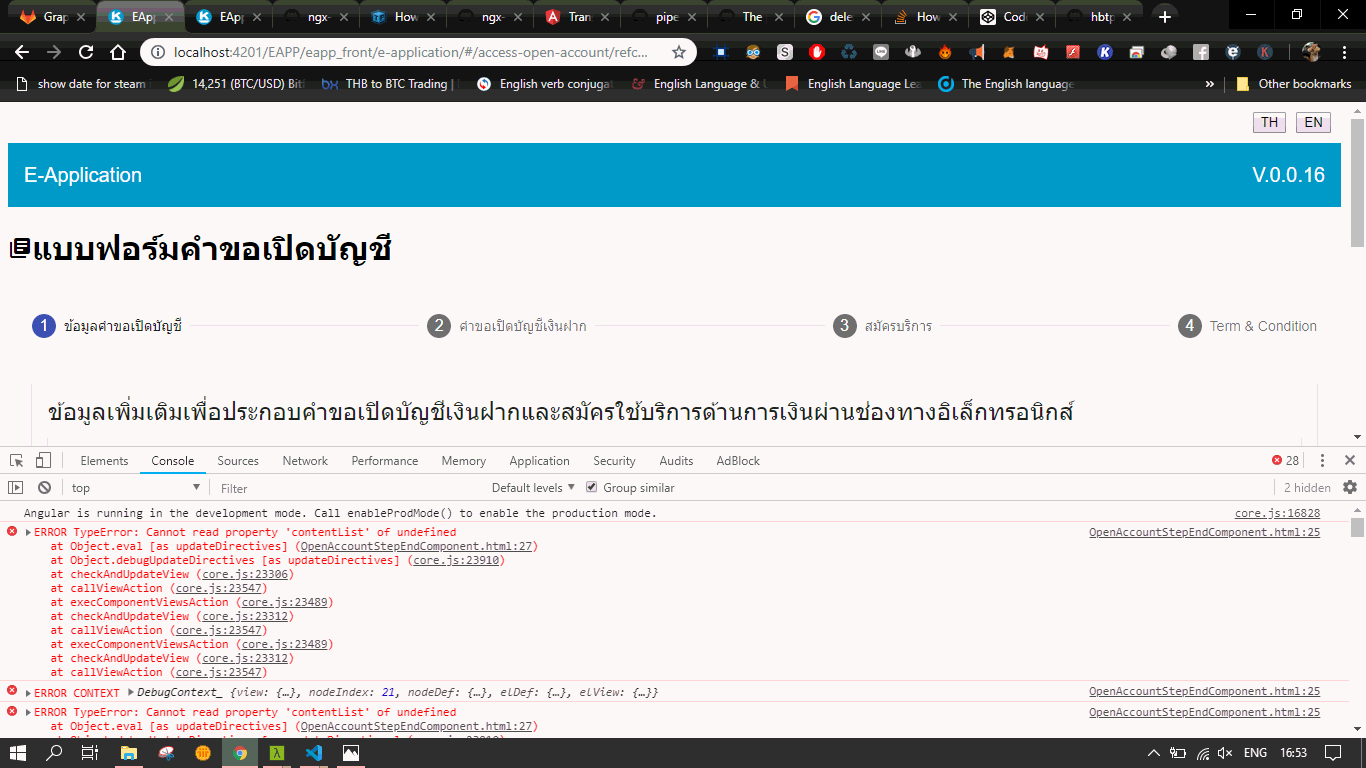 Grap EApp EApp ngx- How ngx- Tran pipe The dele How Cod hbtp
localhost:4201/EAPP/eapp_front/e-application/#/access-open-account/refc...
show date for steam 14,251 (BTC/USD) Bitf THB to BTC Trading | English verb conjugat English Language & U English Language Lea The English language » Other bookmarks
TH EN
E-Application V.0.0.16
แบบฟอร์มคำขอเปิดบัญชี
1 ข้อมูลคำขอเปิดบัญชี 2 คำขอเปิดบัญชีเงินฝาก 3 สมัครบริการ 4 Term & Condition
ข้อมูลเพิ่มเติมเพื่อประกอบคำขอเปิดบัญชีเงินฝากและสมัครใช้บริการด้านการเงินผ่านช่องทางอิเล็กทรอนิกส์
Elements Console Sources Network Performance Memory Application Security Audits AdBlock 28
top Filter Default levels Group similar 2 hidden
Angular is running in the development mode. Call enableProdMode() to enable the production mode. core.js:16828
ERROR TypeError: Cannot read property 'contentList' of undefined OpenAccountStepEndComponent.html:25
at Object.eval [as updateDirectives] (OpenAccountStepEndComponent.html:27)
at Object.debugUpdateDirectives [as updateDirectives] (core.js:23910)
at checkAndUpdateView (core.js:23306)
at callViewAction (core.js:23547)
at execComponentViewsAction (core.js:23489)
at checkAndUpdateView (core.js:23312)
at callViewAction (core.js:23547)
at execComponentViewsAction (core.js:23489)
at checkAndUpdateView (core.js:23312)
at callViewAction (core.js:23547)
ERROR CONTEXT DebugContext_ {view: {…}, nodeIndex: 21, nodeDef: {…}, elDef: {…}, elView: {…}} OpenAccountStepEndComponent.html:25
ERROR TypeError: Cannot read property 'contentList' of undefined OpenAccountStepEndComponent.html:25
at Object.eval [as updateDirectives] (OpenAccountStepEndComponent.html:27)
ENG 16:53